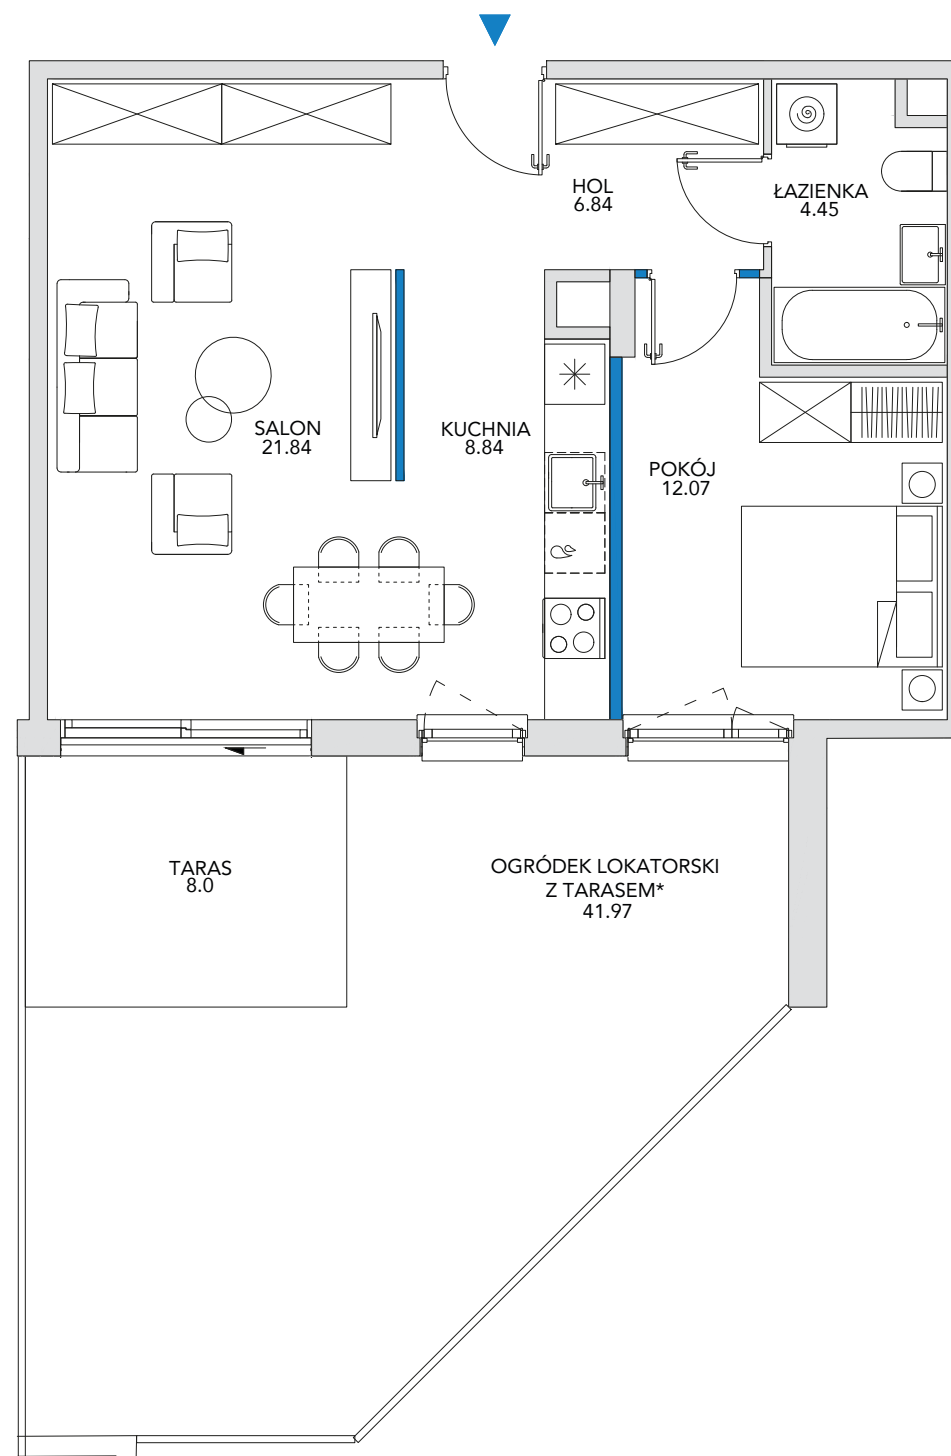 HOL
6.84
ŁAZIENKA
4.45
SALON
21.84
KUCHNIA
8.84
POKÓJ
12.07
TARAS
8.0
OGRÓDEK LOKATORSKI
Z TARASEM*
41.97